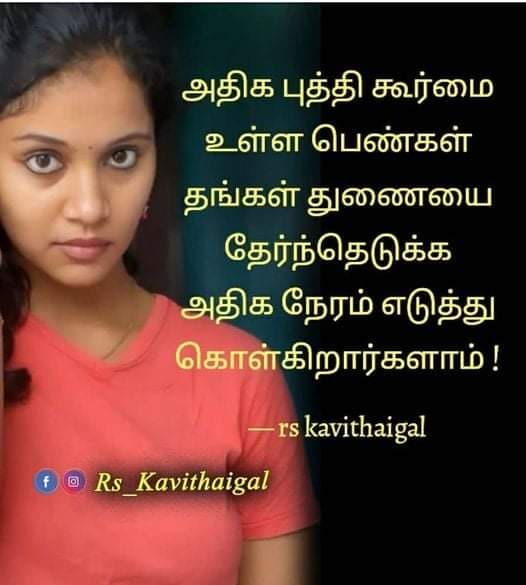 அதிக புத்தி கூர்மை
உள்ள பெண்கள்
தங்கள் துணையை
தேர்ந்தெடுக்க
அதிக நேரம் எடுத்து
கொள்கிறார்களாம் !
— rs kavithaigal
Rs_Kavithaigal